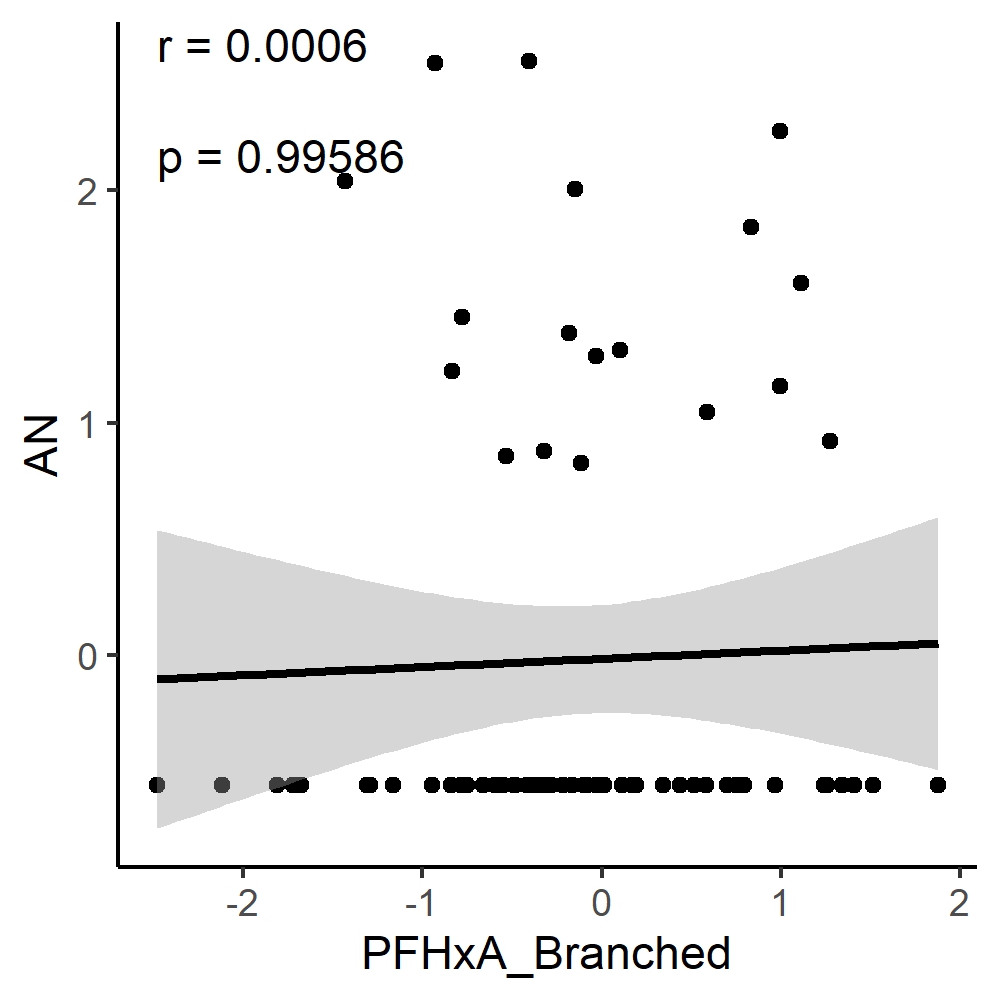 r = 0.0006
p = 0.99586
2
1
0
AN
-2 -1 0 1 2
PFHxA_Branched